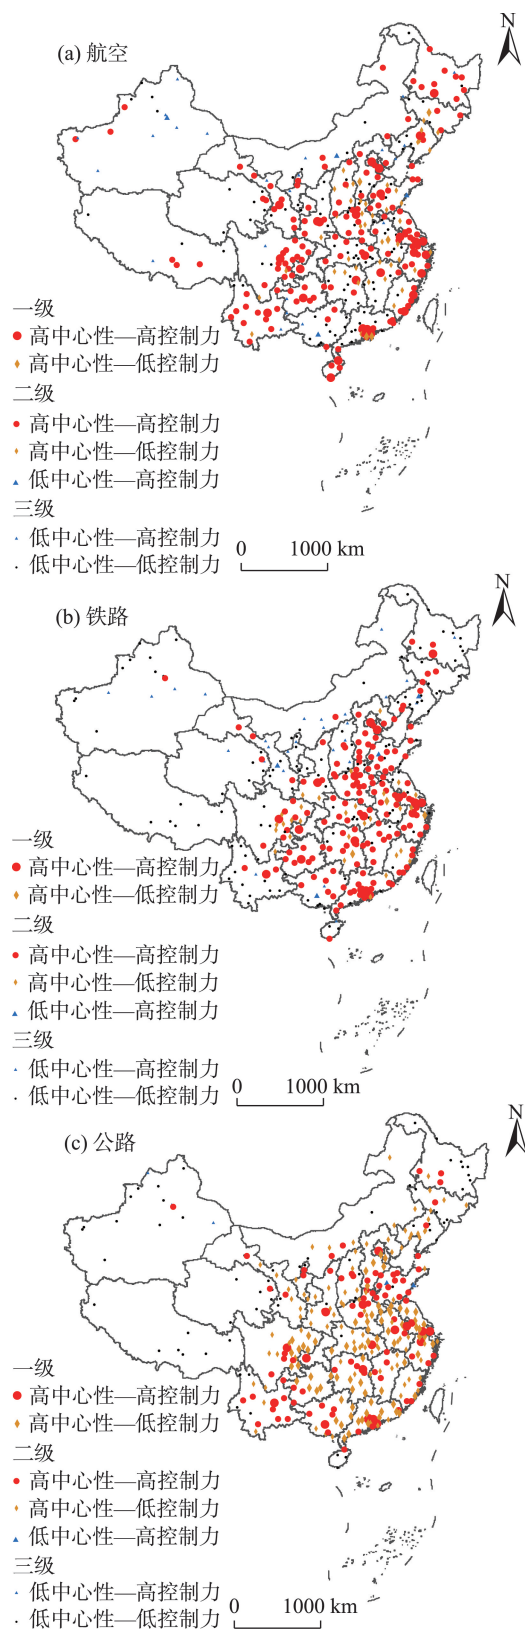 N
(a) 航空
一级
高中心性—高控制力
高中心性—低控制力
二级
高中心性—高控制力
高中心性—低控制力
低中心性—高控制力
三级
低中心性—高控制力
低中心性—低控制力
0 1000 km
N
(b) 铁路
一级
高中心性—高控制力
高中心性—低控制力
二级
高中心性—高控制力
高中心性—低控制力
低中心性—高控制力
三级
低中心性—高控制力
低中心性—低控制力
0 1000 km
N
(c) 公路
一级
高中心性—高控制力
高中心性—低控制力
二级
高中心性—高控制力
高中心性—低控制力
低中心性—高控制力
三级
低中心性—高控制力
低中心性—低控制力
0 1000 km